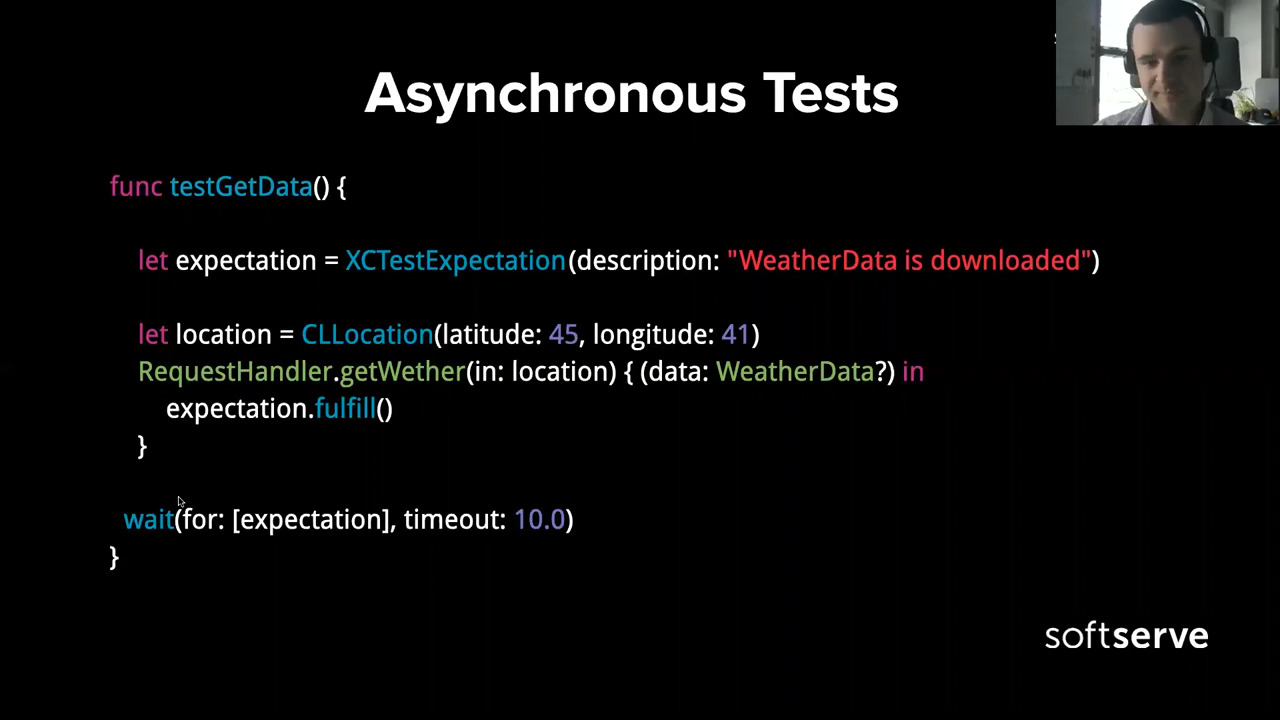 Asynchronous Tests
func testGetData() {
let expectation = XCTestExpectation(description: "WeatherData is downloaded")
let location = CLLocation(latitude: 45, longitude: 41)
RequestHandler.getWether(in: location) { (data: WeatherData?) in
expectation.fulfill()
}
wait(for: [expectation], timeout: 10.0)
}
softserve